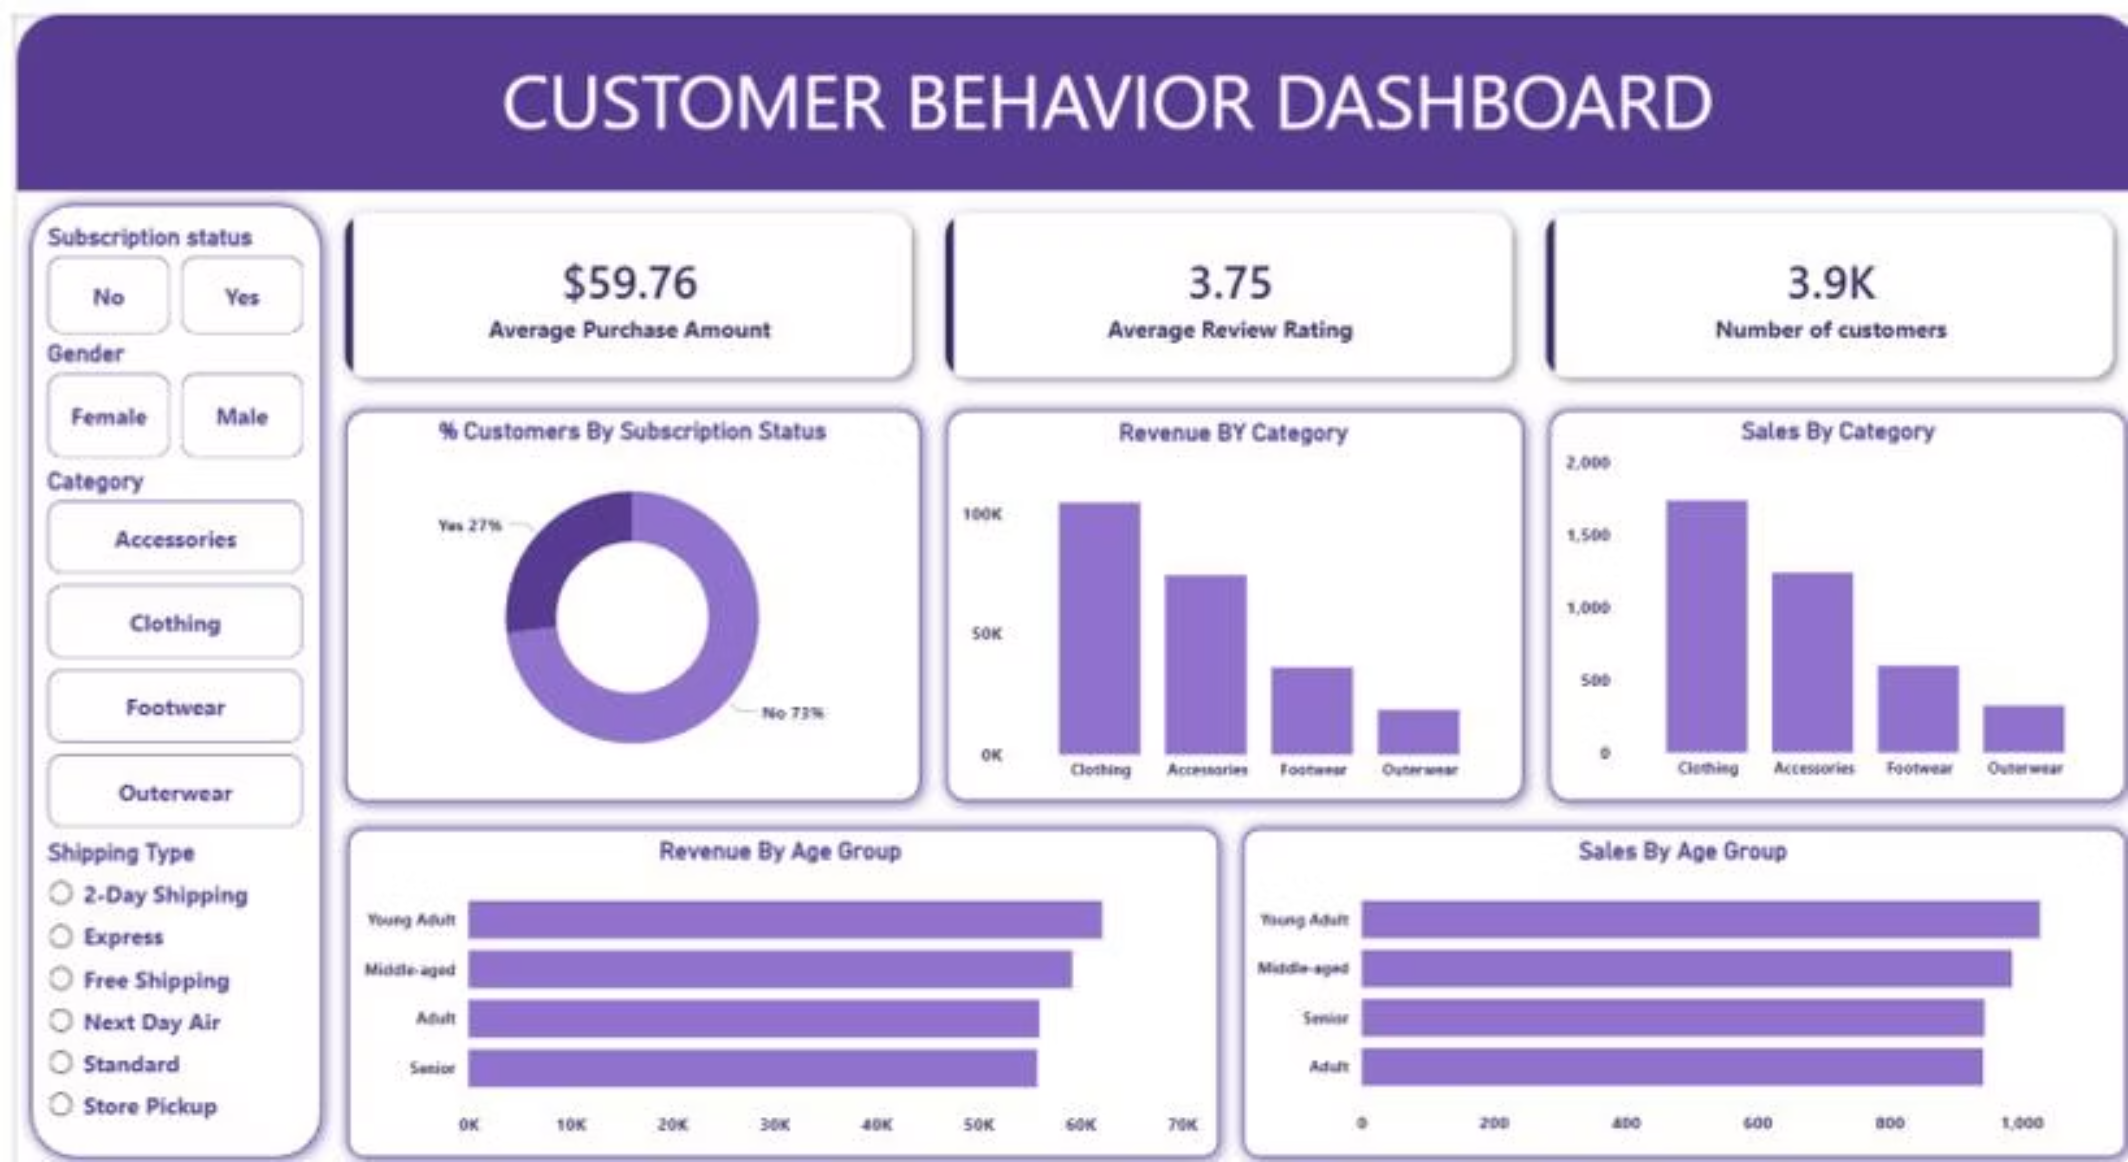 CUSTOMER BEHAVIOR DASHBOARD
Subscription status
No
Yes
Gender
Female
Male
Category
Accessories
Clothing
Footwear
Outerwear
Shipping Type
2-Day Shipping
Express
Free Shipping
Next Day Air
Standard
Store Pickup
$59.76
Average Purchase Amount
3.75
Average Review Rating
3.9K
Number of customers
% Customers By Subscription Status
Yes 27%
No 73%
Revenue BY Category
100K
50K
0K
Clothing Accessories Footwear Outerwear
Sales By Category
2,000
1,500
1,000
500
0
Clothing Accessories Footwear Outerwear
Revenue By Age Group
Young Adult
Middle-aged
Adult
Senior
0K 10K 20K 30K 40K 50K 60K 70K
Sales By Age Group
Young Adult
Middle-aged
Senior
Adult
0 200 400 600 800 1,000